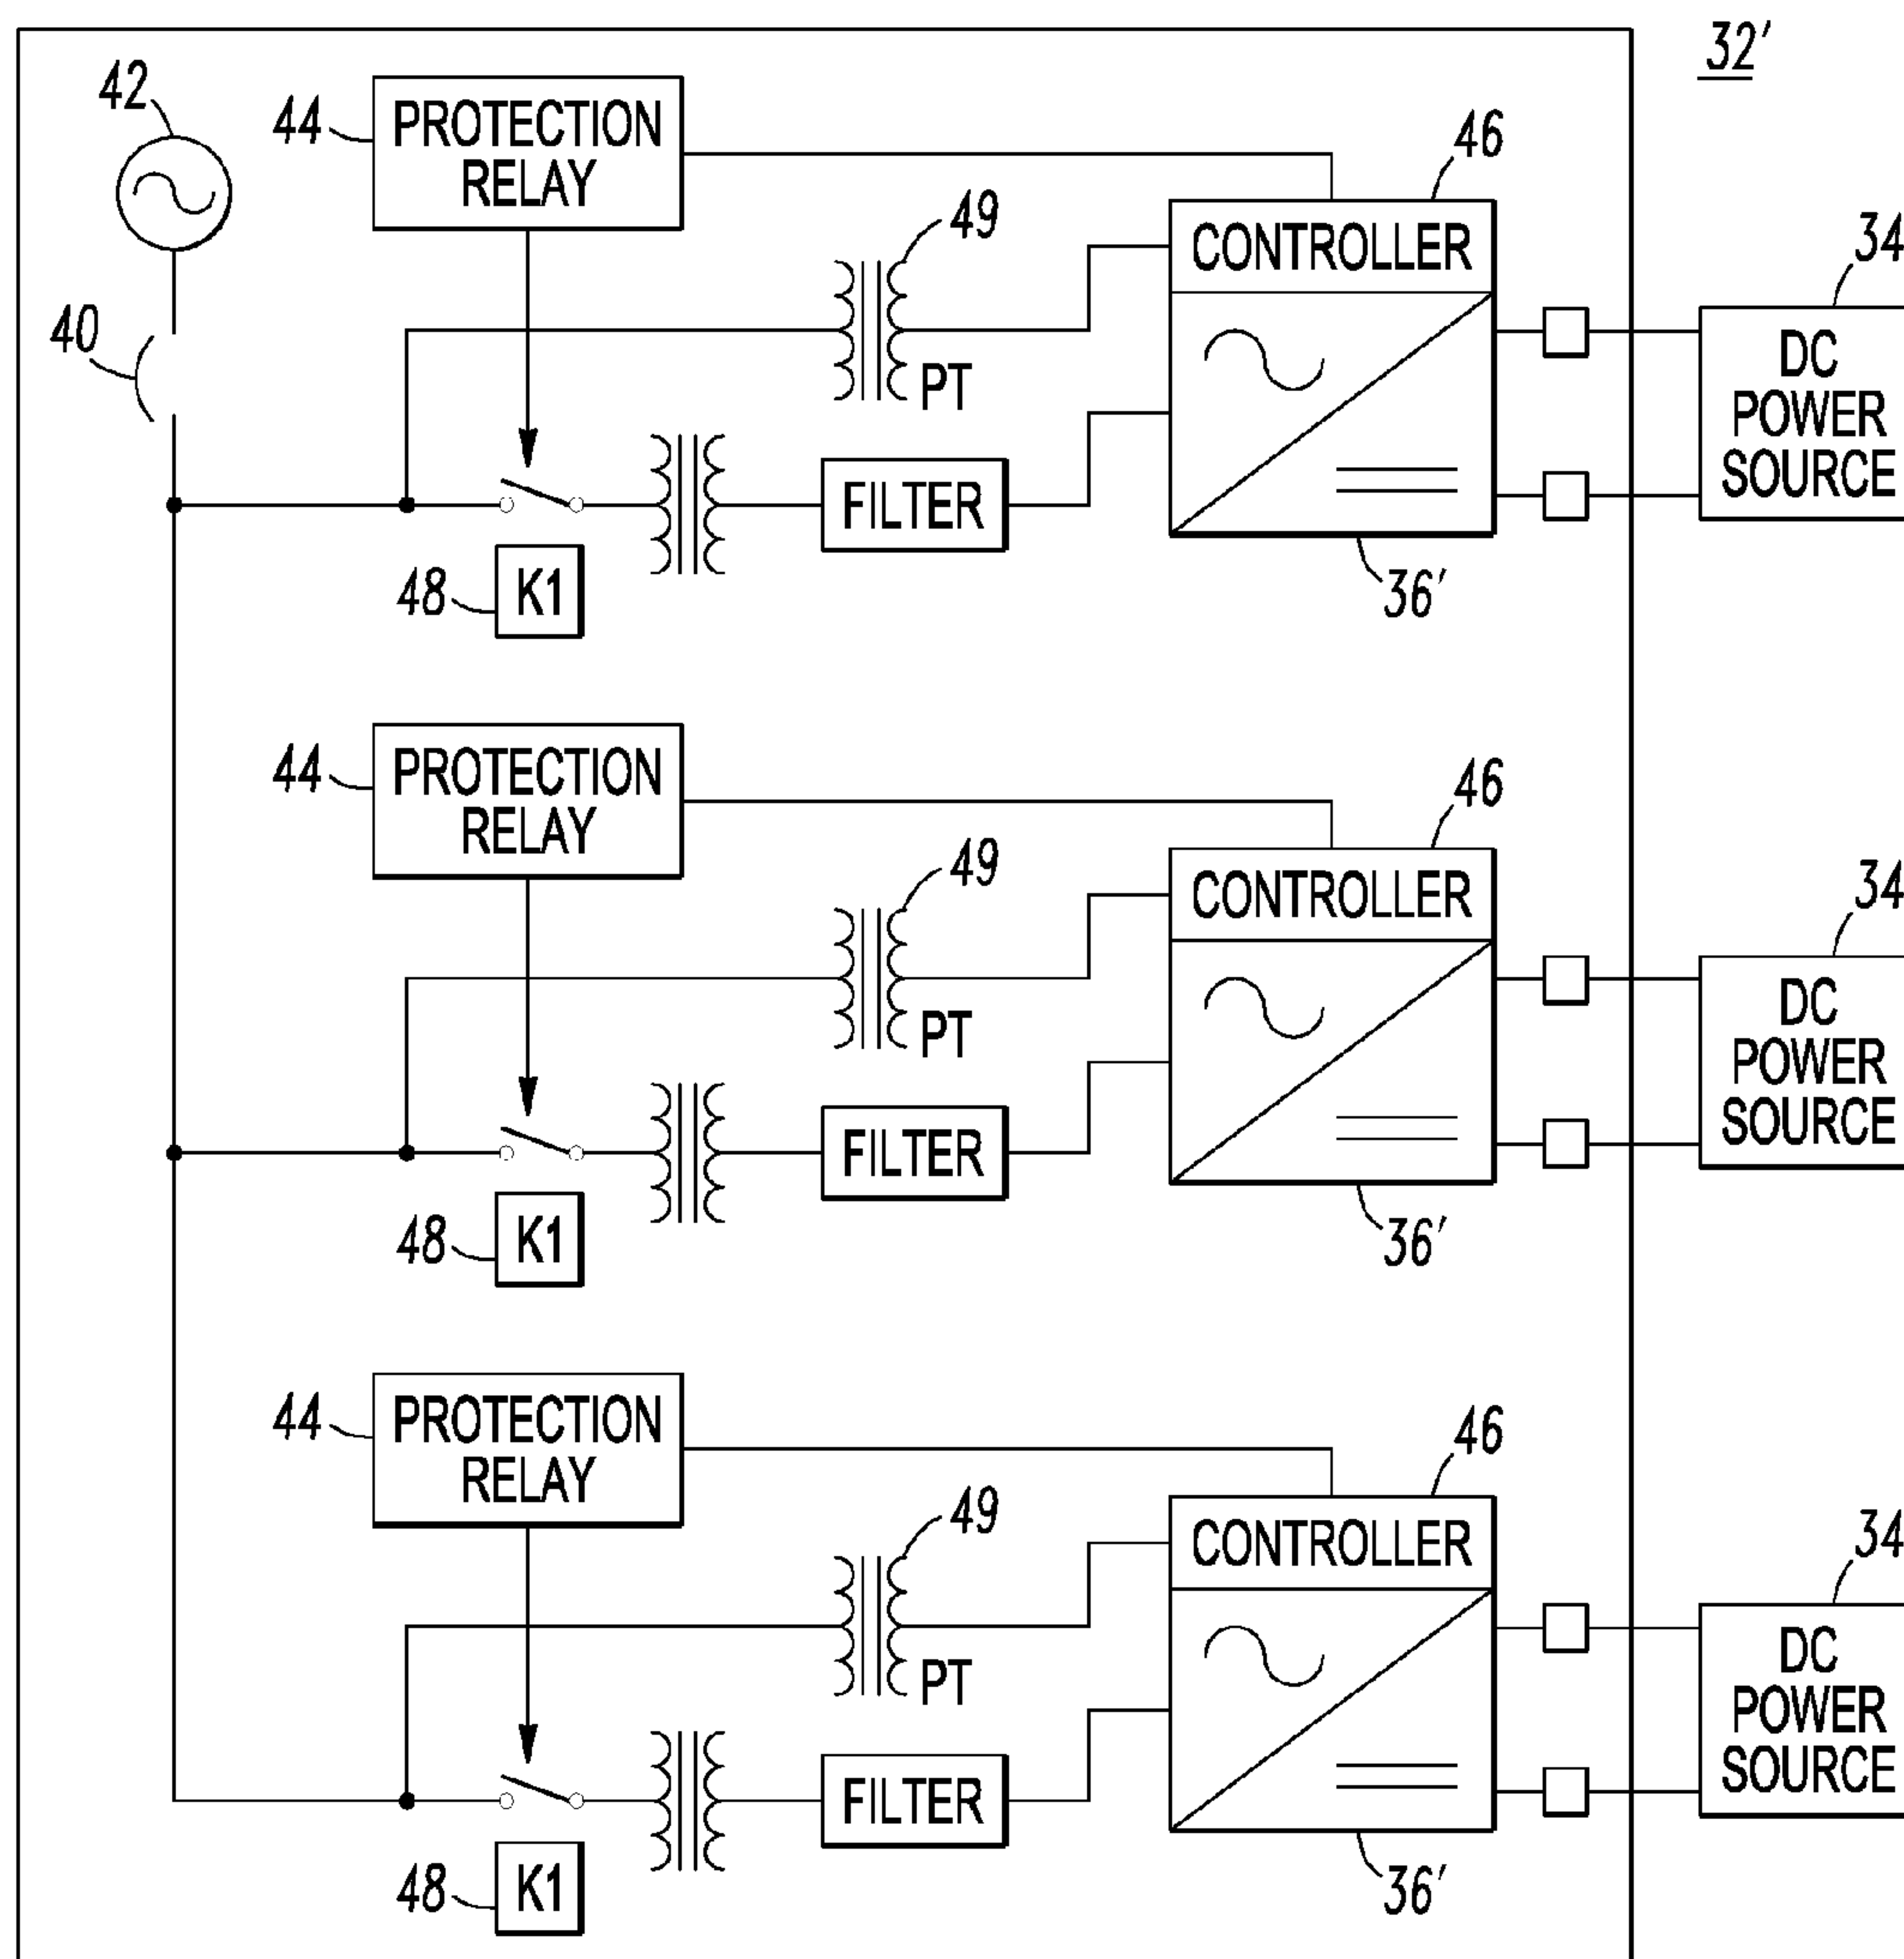 32'
42
44
PROTECTION
RELAY
46
49
CONTROLLER
34
40
PT
DC
POWER
SOURCE
FILTER
48
K1
36'
44
PROTECTION
RELAY
46
49
CONTROLLER
34
PT
DC
POWER
SOURCE
FILTER
48
K1
36'
44
PROTECTION
RELAY
46
49
CONTROLLER
34
PT
DC
POWER
SOURCE
FILTER
48
K1
36'